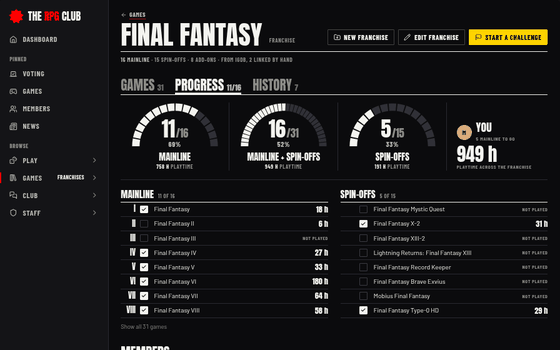 THE RPG CLUB
DASHBOARD
PINNED
VOTING
GAMES
MEMBERS
NEWS
BROWSE
PLAY
GAMES FRANCHISES
CLUB
STAFF
← GAMES
FINAL FANTASY FRANCHISE
NEW FRANCHISE
EDIT FRANCHISE
START A CHALLENGE
16 MAINLINE · 15 SPIN-OFFS · 8 ADD-ONS · FROM IGDB, 2 LINKED BY HAND
GAMES 31
PROGRESS 11/16
HISTORY 7
11/16
69%
MAINLINE
758 H PLAYTIME
16/31
52%
MAINLINE + SPIN-OFFS
949 H PLAYTIME
5/15
33%
SPIN-OFFS
191 H PLAYTIME
M
YOU
5 MAINLINE TO GO
949 h
PLAYTIME ACROSS THE FRANCHISE
MAINLINE 11 OF 16
I Final Fantasy 18 h
II Final Fantasy II 6 h
III Final Fantasy III NOT PLAYED
IV Final Fantasy IV 27 h
V Final Fantasy V 33 h
VI Final Fantasy VI 180 h
VII Final Fantasy VII 64 h
VIII Final Fantasy VIII 58 h
Show all 31 games
SPIN-OFFS 5 OF 15
Final Fantasy Mystic Quest NOT PLAYED
Final Fantasy X-2 31 h
Final Fantasy XIII-2 NOT PLAYED
Lightning Returns: Final Fantasy XIII NOT PLAYED
Final Fantasy Record Keeper NOT PLAYED
Final Fantasy Brave Exvius NOT PLAYED
Mobius Final Fantasy NOT PLAYED
Final Fantasy Type-0 HD 29 h
MEMBERS